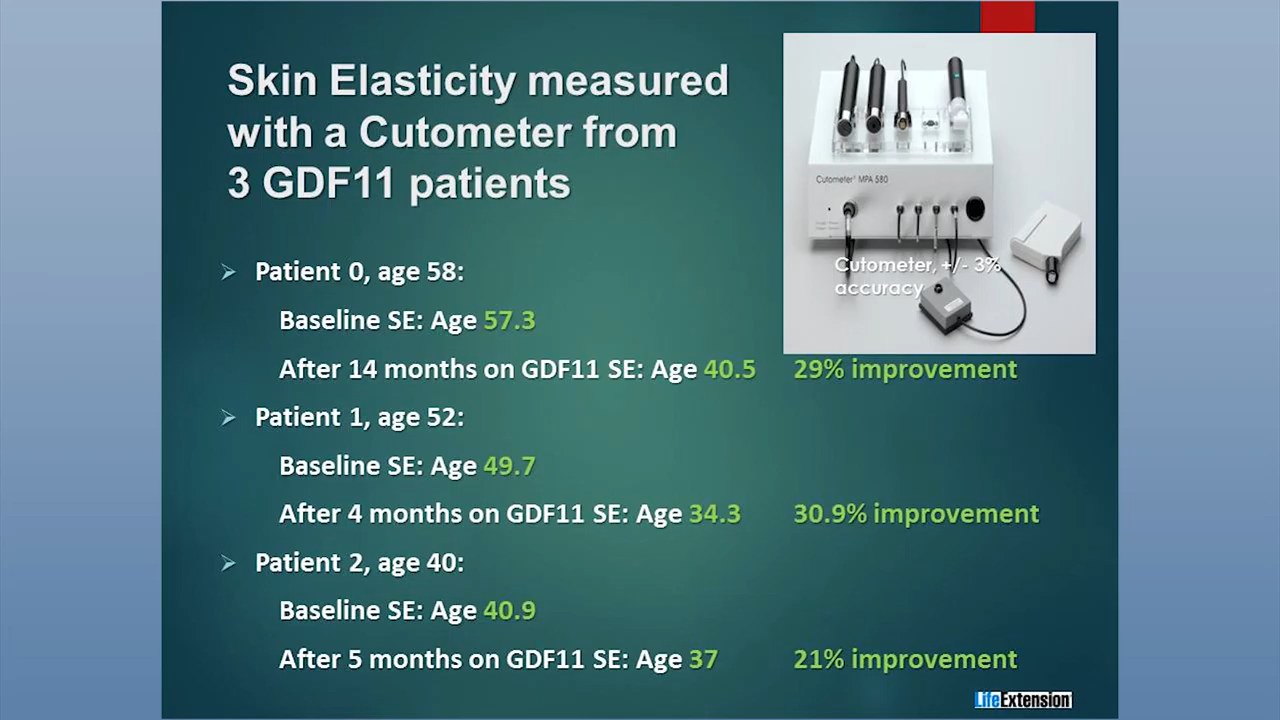 Skin Elasticity measured
with a Cutometer from
3 GDF11 patients
Cutometer® MPA 580
Cutometer, +/- 3%
accuracy
Patient 0, age 58:
Baseline SE: Age 57.3
After 14 months on GDF11 SE: Age 40.5 29% improvement
Patient 1, age 52:
Baseline SE: Age 49.7
After 4 months on GDF11 SE: Age 34.3 30.9% improvement
Patient 2, age 40:
Baseline SE: Age 40.9
After 5 months on GDF11 SE: Age 37 21% improvement
LifeExtension